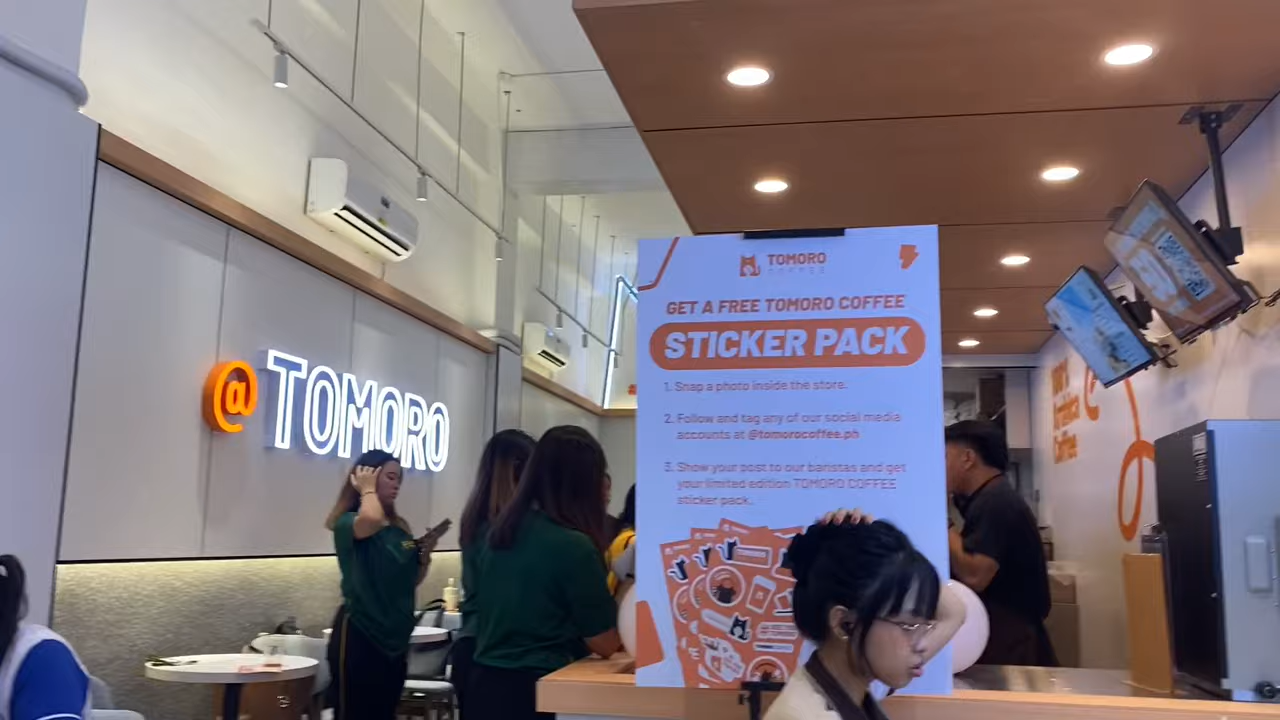 @TOMORO
TOMORO
COFFEE
GET A FREE TOMORO COFFEE
STICKER PACK
1. Snap a photo inside the store.
2. Follow and tag any of our social media
accounts at @tomorocoffee.ph
3. Show your post to our baristas and get
your limited edition TOMORO COFFEE
sticker pack.
Arabica
Coffee